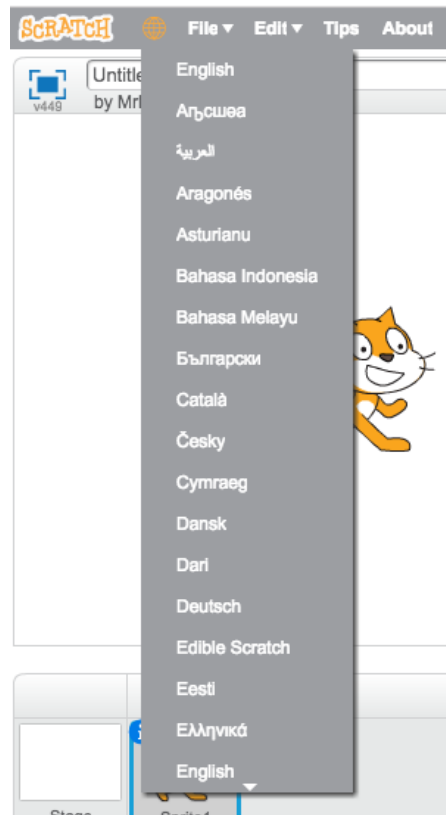 SCRATCH File Edit Tips About
Untitle
v449 by Mr
English
Аҧсшәа
العربية
Aragonés
Asturianu
Bahasa Indonesia
Bahasa Melayu
Български
Català
Česky
Cymraeg
Dansk
Dari
Deutsch
Edible Scratch
Eesti
Ελληνικά
English